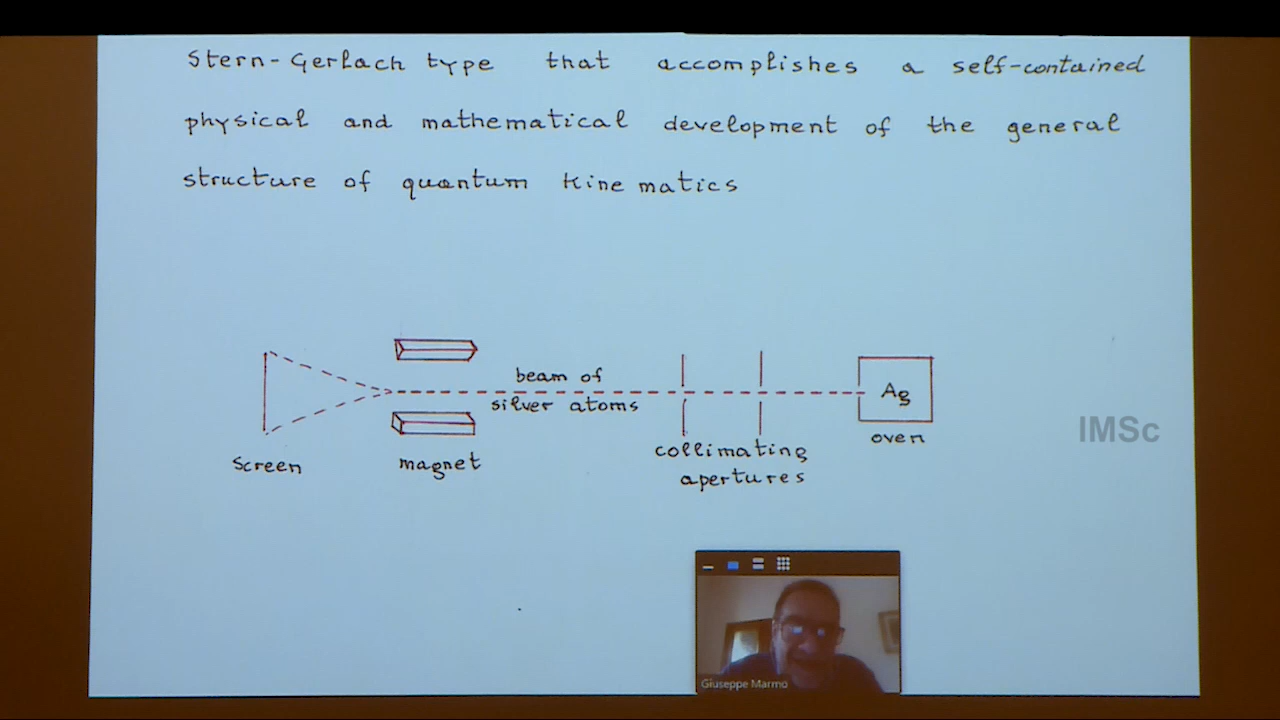 Stern-Gerlach type that accomplishes a self-contained
physical and mathematical development of the general
structure of quantum Kinematics
beam of
silver atoms
Ag
oven
IMSc
collimating
apertures
screen
magnet
Giuseppe Marmo